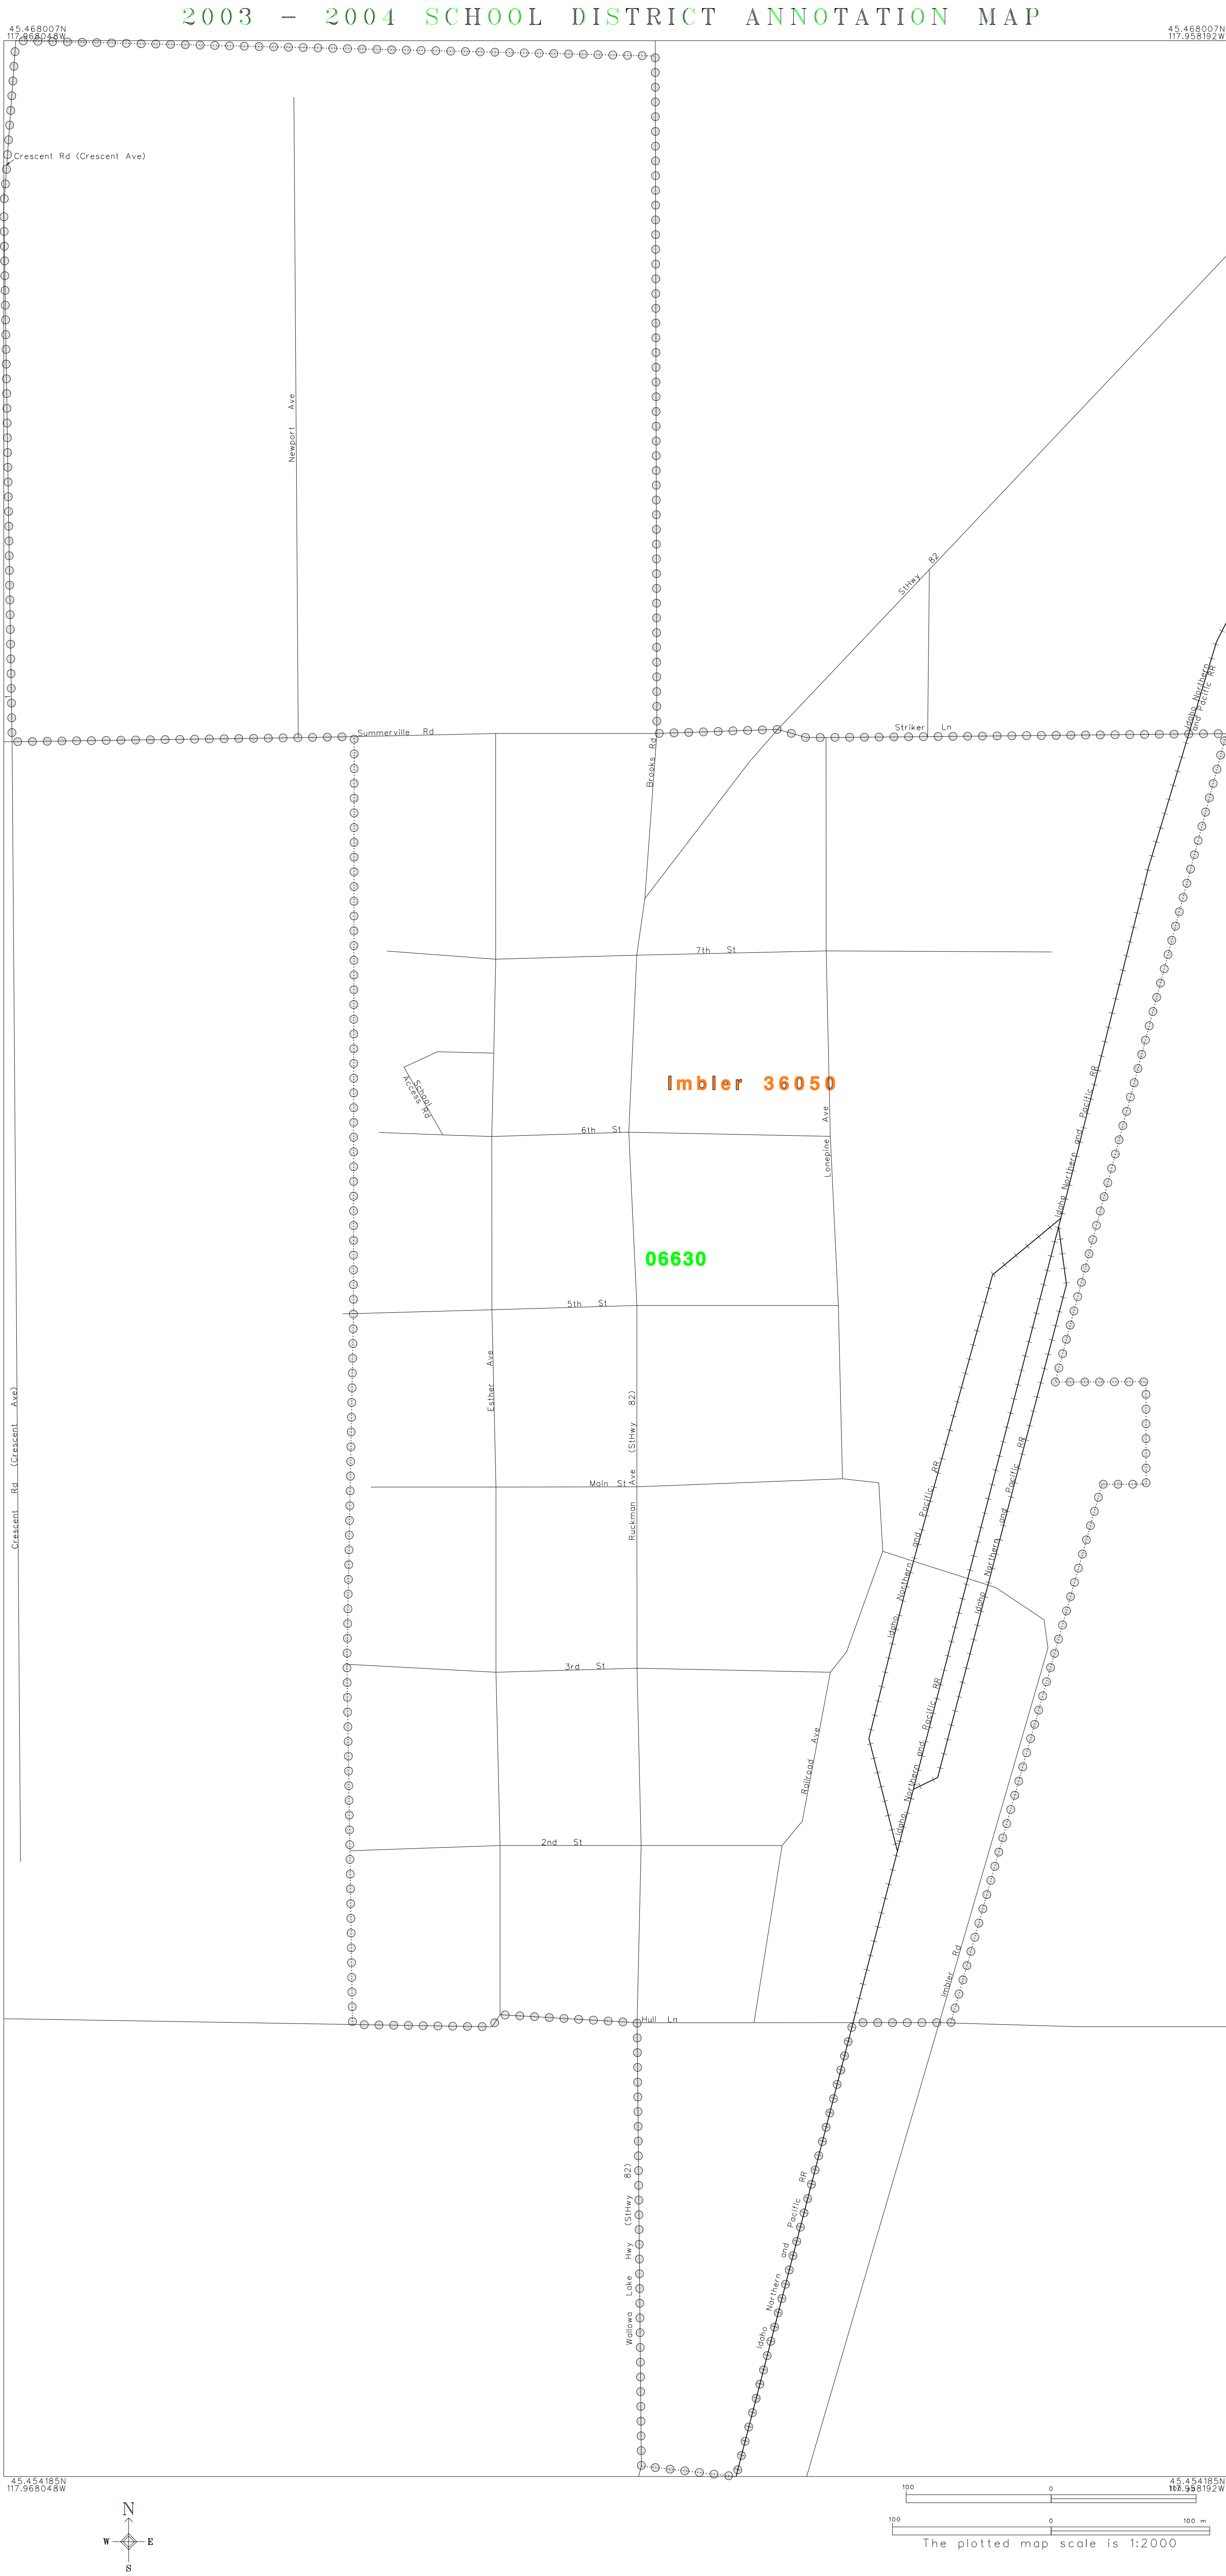 2003 - 2004 SCHOOL DISTRICT ANNOTATION MAP
45.468007N
117.968048W
45.468007N
117.958192W
Crescent Rd (Crescent Ave)
Newport Ave
StHwy 82
Idaho Northern
and Pacific RR
Summerville Rd
Striker Ln
Brooks Rd
7th St
School
Access Rd
Imbler 36050
Lonepine Ave
6th St
Idaho Northern and Pacific RR
06630
5th St
Esther Ave
Crescent Rd (Crescent Ave)
Ruckman Ave (StHwy 82)
Main St
Idaho Northern and Pacific RR
Idaho Northern and Pacific RR
3rd St
Railroad Ave
Idaho Northern and Pacific RR
2nd St
Imbler Rd
Hull Ln
Wallowa Lake Hwy (StHwy 82)
Idaho Northern and Pacific RR
45.454185N
117.968048W
45.454185N
117.958192W
100 0
100 0 100 m
The plotted map scale is 1:2000
N
W E
S